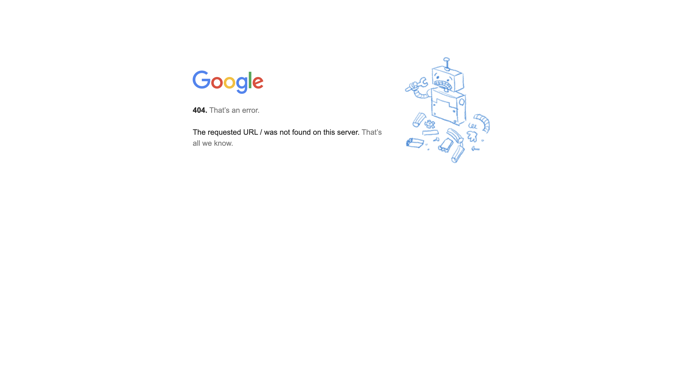 Google
404. That's an error.
The requested URL / was not found on this server. That's
all we know.